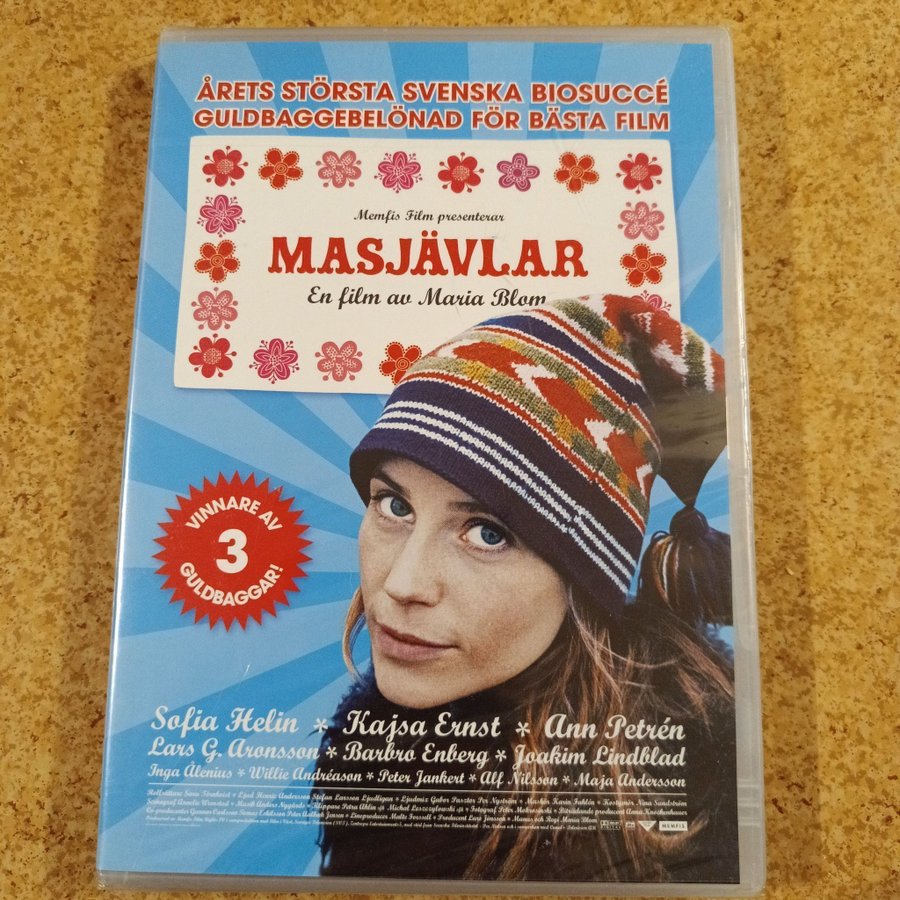 ÅRETS STÖRSTA SVENSKA BIOSUCCÉ
GULDBAGGEBELÖNAD FÖR BÄSTA FILM
Memfis Film presenterar
MASJÄVLAR
En film av Maria Blom
VINNARE AV
3
GULDBAGGAR!
Sofia Helin * Kajsa Ernst * Ann Petrén
Lars G. Aronsson * Barbro Enberg * Joakim Lindblad
Inga Ålenius * Willie Andréason * Peter Jankert * Alf Nilsson * Maja Andersson
MEMFIS